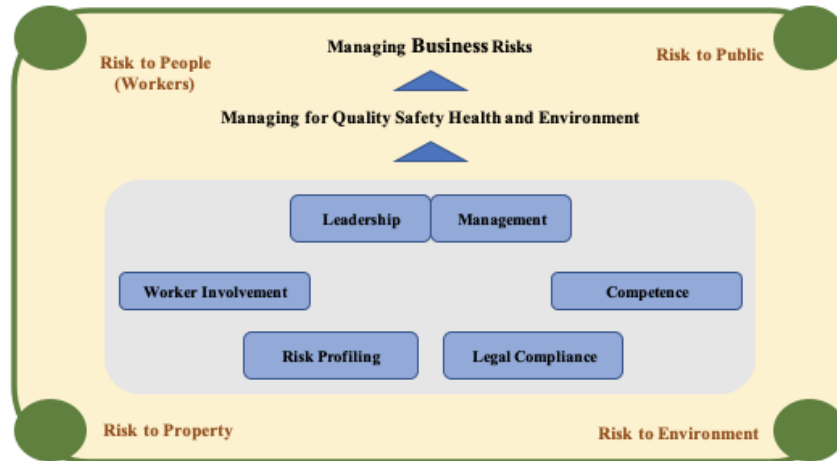 Managing Business Risks
Risk to People
(Workers)
Risk to Public
Managing for Quality Safety Health and Environment
Leadership
Management
Worker Involvement
Competence
Risk Profiling
Legal Compliance
Risk to Property
Risk to Environment